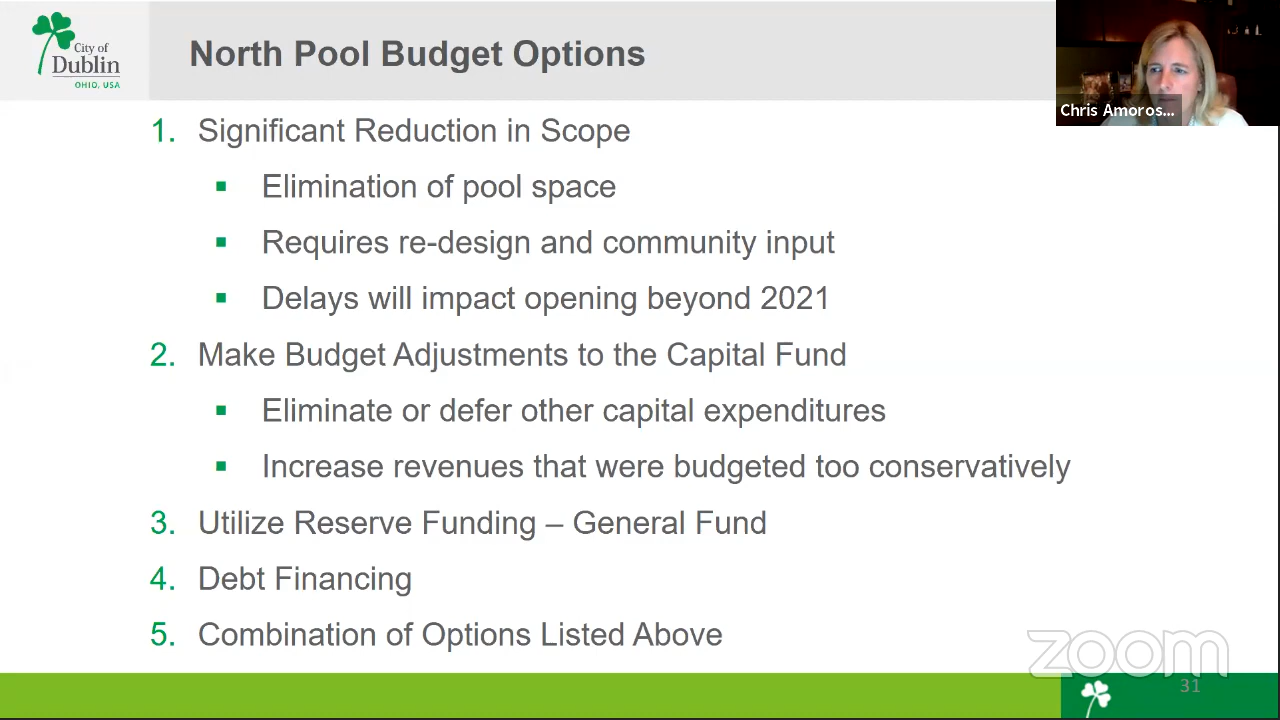 City of
Dublin
OHIO, USA
North Pool Budget Options
Chris Amoros...
1. Significant Reduction in Scope
▪ Elimination of pool space
▪ Requires re-design and community input
▪ Delays will impact opening beyond 2021
2. Make Budget Adjustments to the Capital Fund
▪ Eliminate or defer other capital expenditures
▪ Increase revenues that were budgeted too conservatively
3. Utilize Reserve Funding – General Fund
4. Debt Financing
5. Combination of Options Listed Above
zoom
31